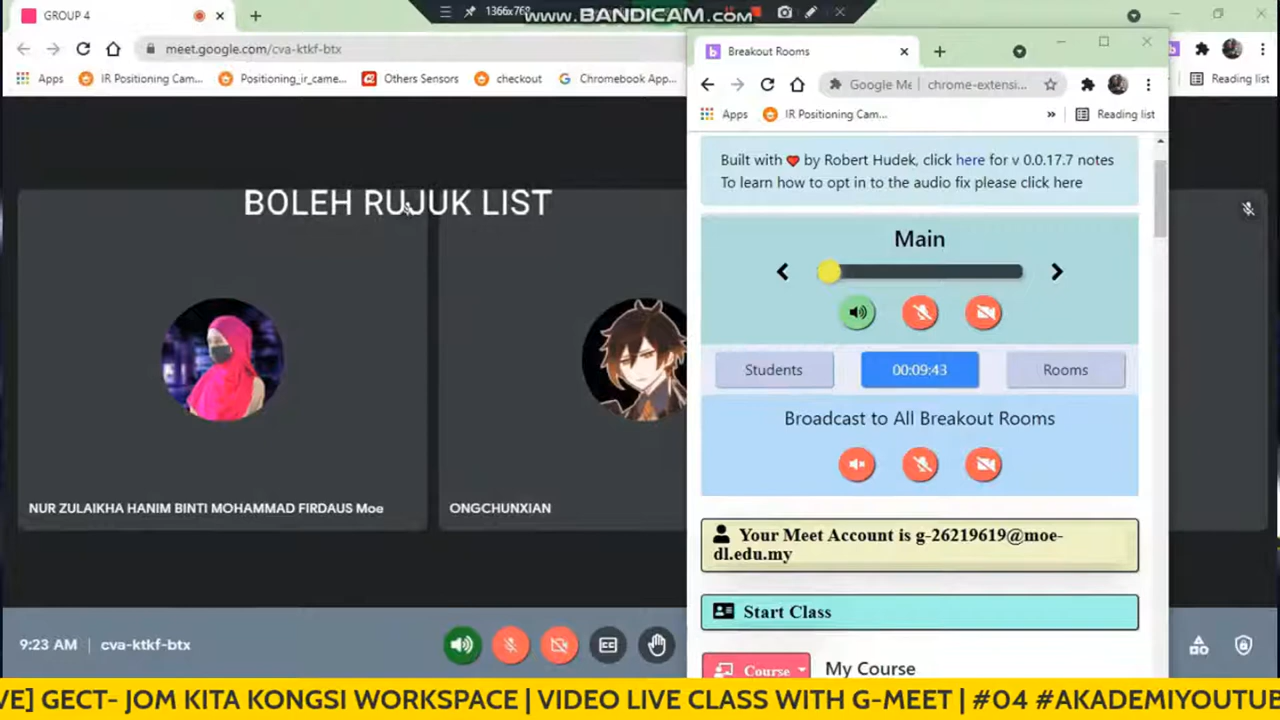 GROUP 4
1366x768
www.BANDICAM.com
meet.google.com/cva-ktkf-btx
Apps
IR Positioning Cam...
Positioning_ir_came...
Others Sensors
checkout
Chromebook App...
Reading list
Breakout Rooms
Google Me
chrome-extensi...
Apps
IR Positioning Cam...
»
Reading list
Built with ❤ by Robert Hudek, click here for v 0.0.17.7 notes
To learn how to opt in to the audio fix please click here
BOLEH RUJUK LIST
Main
Students
00:09:43
Rooms
Broadcast to All Breakout Rooms
NUR ZULAIKHA HANIM BINTI MOHAMMAD FIRDAUS Moe
ONGCHUNXIAN
Your Meet Account is g-26219619@moe-
dl.edu.my
Start Class
9:23 AM | cva-ktkf-btx
CC
Course
My Course
VE] GECT- JOM KITA KONGSI WORKSPACE | VIDEO LIVE CLASS WITH G-MEET | #04 #AKADEMIYOUTUB